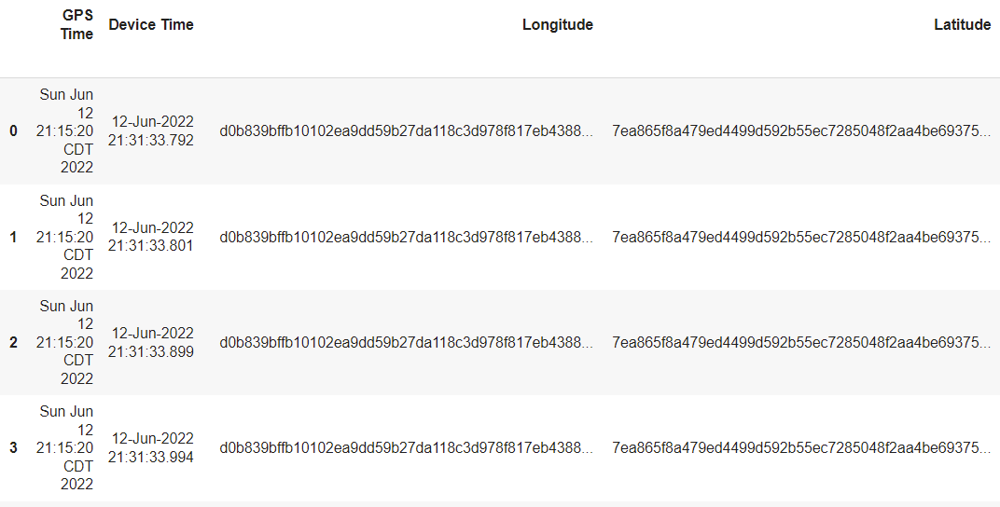 GPS
Time
Device Time
Longitude
Latitude
0
Sun Jun
12
21:15:20
CDT
2022
12-Jun-2022
21:31:33.792
d0b839bffb10102ea9dd59b27da118c3d978f817eb4388...
7ea865f8a479ed4499d592b55ec7285048f2aa4be69375...
1
Sun Jun
12
21:15:20
CDT
2022
12-Jun-2022
21:31:33.801
d0b839bffb10102ea9dd59b27da118c3d978f817eb4388...
7ea865f8a479ed4499d592b55ec7285048f2aa4be69375...
2
Sun Jun
12
21:15:20
CDT
2022
12-Jun-2022
21:31:33.899
d0b839bffb10102ea9dd59b27da118c3d978f817eb4388...
7ea865f8a479ed4499d592b55ec7285048f2aa4be69375...
3
Sun Jun
12
21:15:20
CDT
2022
12-Jun-2022
21:31:33.994
d0b839bffb10102ea9dd59b27da118c3d978f817eb4388...
7ea865f8a479ed4499d592b55ec7285048f2aa4be69375...